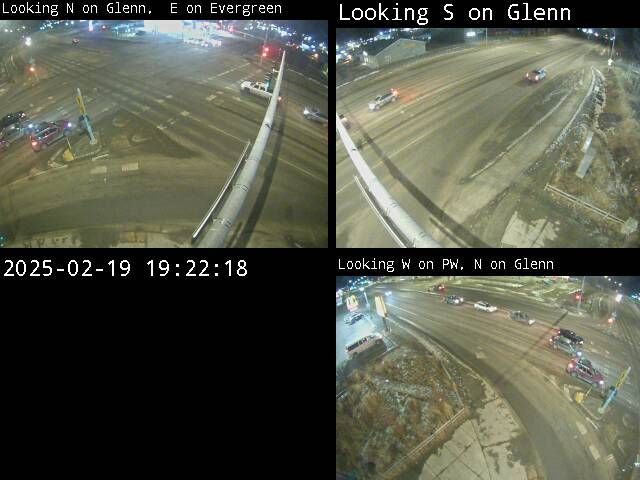 Looking N on Glenn,  E on Evergreen
Looking S on Glenn
2025-02-19 19:22:18
Looking W on PW, N on Glenn